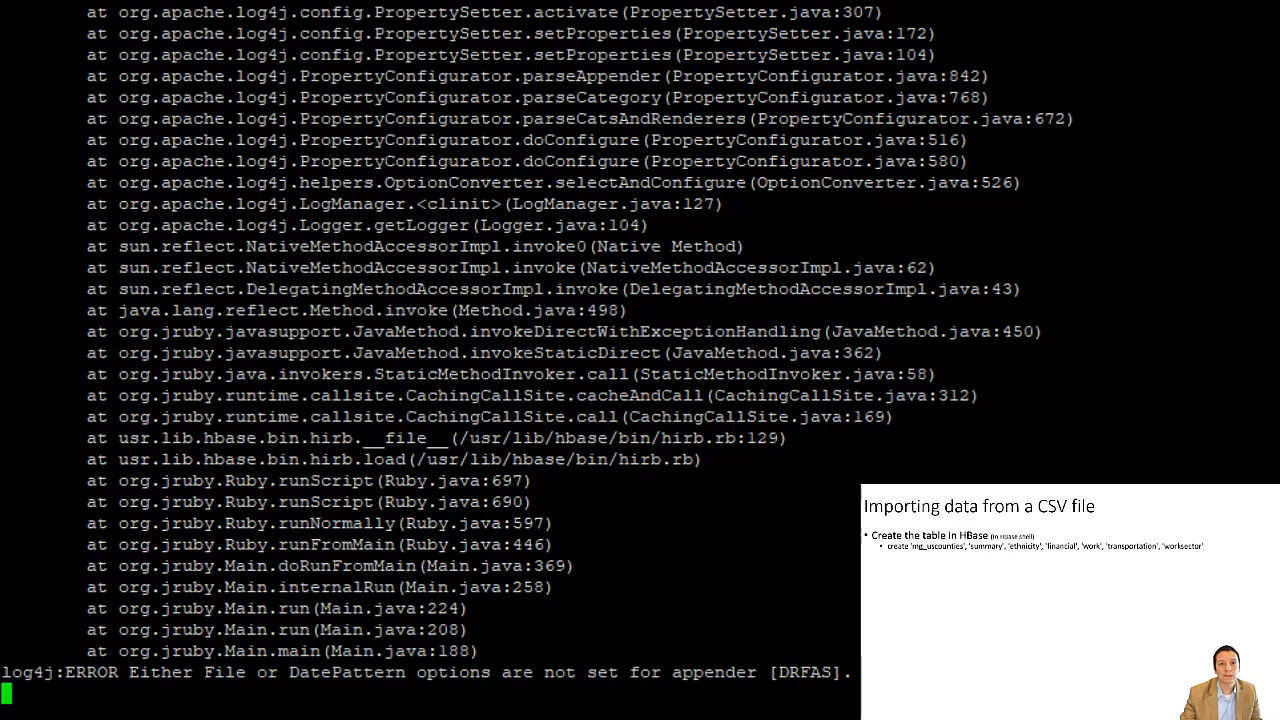 at org.apache.log4j.config.PropertySetter.activate(PropertySetter.java:307)
at org.apache.log4j.config.PropertySetter.setProperties(PropertySetter.java:172)
at org.apache.log4j.config.PropertySetter.setProperties(PropertySetter.java:104)
at org.apache.log4j.PropertyConfigurator.parseAppender(PropertyConfigurator.java:842)
at org.apache.log4j.PropertyConfigurator.parseCategory(PropertyConfigurator.java:768)
at org.apache.log4j.PropertyConfigurator.parseCatsAndRenderers(PropertyConfigurator.java:672)
at org.apache.log4j.PropertyConfigurator.doConfigure(PropertyConfigurator.java:516)
at org.apache.log4j.PropertyConfigurator.doConfigure(PropertyConfigurator.java:580)
at org.apache.log4j.helpers.OptionConverter.selectAndConfigure(OptionConverter.java:526)
at org.apache.log4j.LogManager.<clinit>(LogManager.java:127)
at org.apache.log4j.Logger.getLogger(Logger.java:104)
at sun.reflect.NativeMethodAccessorImpl.invoke0(Native Method)
at sun.reflect.NativeMethodAccessorImpl.invoke(NativeMethodAccessorImpl.java:62)
at sun.reflect.DelegatingMethodAccessorImpl.invoke(DelegatingMethodAccessorImpl.java:43)
at java.lang.reflect.Method.invoke(Method.java:498)
at org.jruby.javasupport.JavaMethod.invokeDirectWithExceptionHandling(JavaMethod.java:450)
at org.jruby.javasupport.JavaMethod.invokeStaticDirect(JavaMethod.java:362)
at org.jruby.java.invokers.StaticMethodInvoker.call(StaticMethodInvoker.java:58)
at org.jruby.runtime.callsite.CachingCallSite.cacheAndCall(CachingCallSite.java:312)
at org.jruby.runtime.callsite.CachingCallSite.call(CachingCallSite.java:169)
at usr.lib.hbase.bin.hirb.__file__(/usr/lib/hbase/bin/hirb.rb:129)
at usr.lib.hbase.bin.hirb.load(/usr/lib/hbase/bin/hirb.rb)
at org.jruby.Ruby.runScript(Ruby.java:697)
at org.jruby.Ruby.runScript(Ruby.java:690)
at org.jruby.Ruby.runNormally(Ruby.java:597)
at org.jruby.Ruby.runFromMain(Ruby.java:446)
at org.jruby.Main.doRunFromMain(Main.java:369)
at org.jruby.Main.internalRun(Main.java:258)
at org.jruby.Main.run(Main.java:224)
at org.jruby.Main.run(Main.java:208)
at org.jruby.Main.main(Main.java:188)
log4j:ERROR Either File or DatePattern options are not set for appender [DRFAS].
Importing data from a CSV file
• Create the table in HBase (in HBase shell)
• create 'mg_uscounties', 'summary', 'ethnicity', 'financial', 'work', 'transportation', 'worksector'